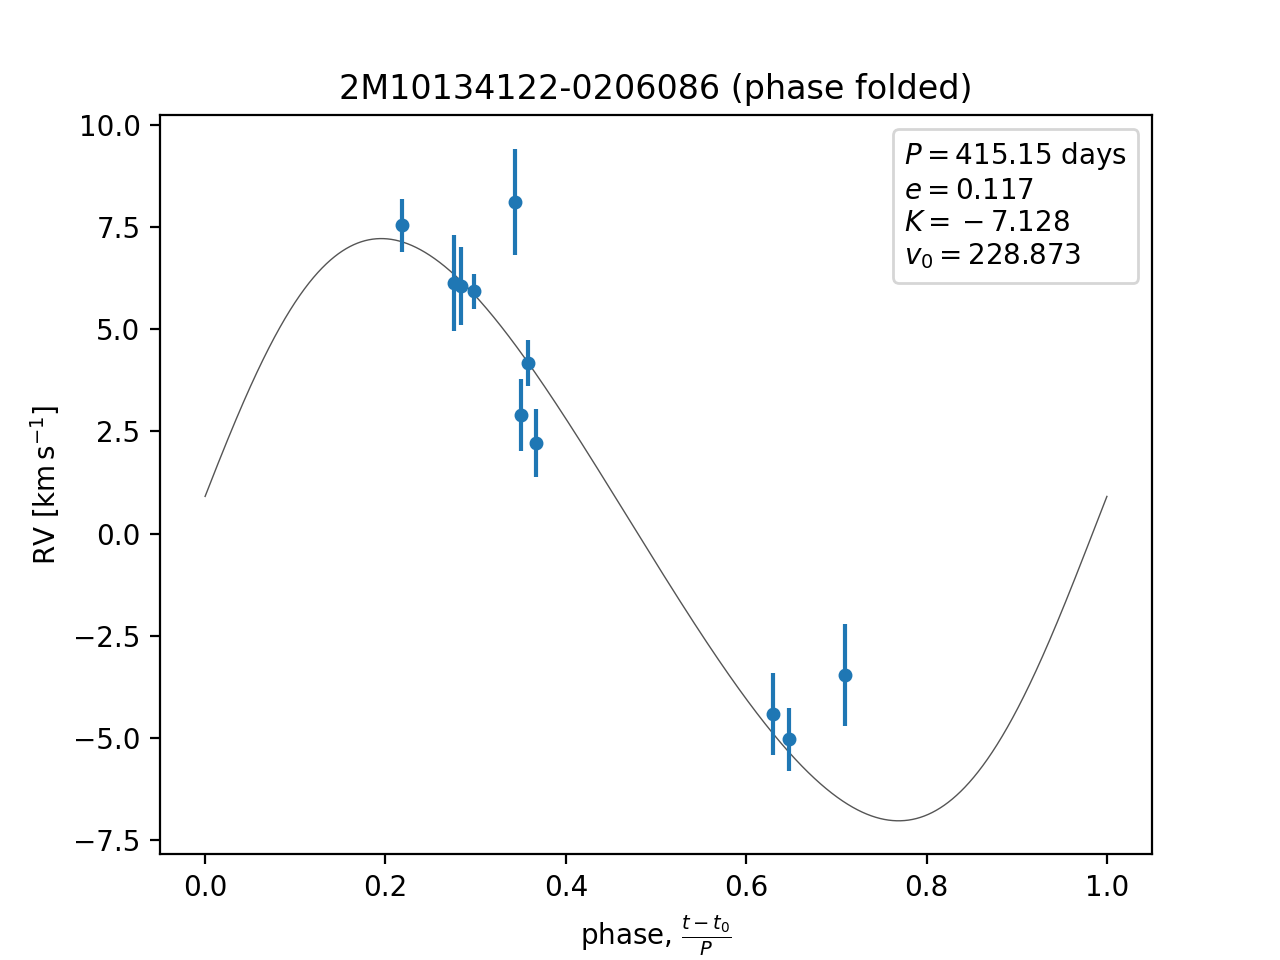 2M10134122-0206086 (phase folded)
P = 415.15 days
e = 0.117
K = −7.128
v₀ = 228.873
10.0
7.5
5.0
2.5
0.0
−2.5
−5.0
−7.5
RV [km s⁻¹]
0.0 0.2 0.4 0.6 0.8 1.0
phase, (t − t₀)/P